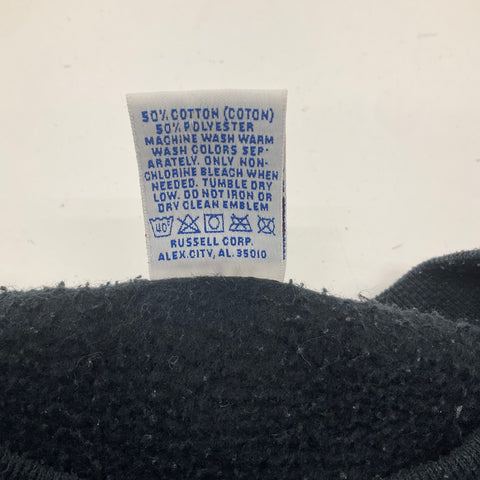 50% COTTON (COTON)
50% POLYESTER
MACHINE WASH WARM
WASH COLORS SEP-
ARATELY. ONLY NON-
CHLORINE BLEACH WHEN
NEEDED. TUMBLE DRY
LOW. DO NOT IRON OR
DRY CLEAN EMBLEM
40°
RUSSELL CORP.
ALEX.CITY, AL. 35010